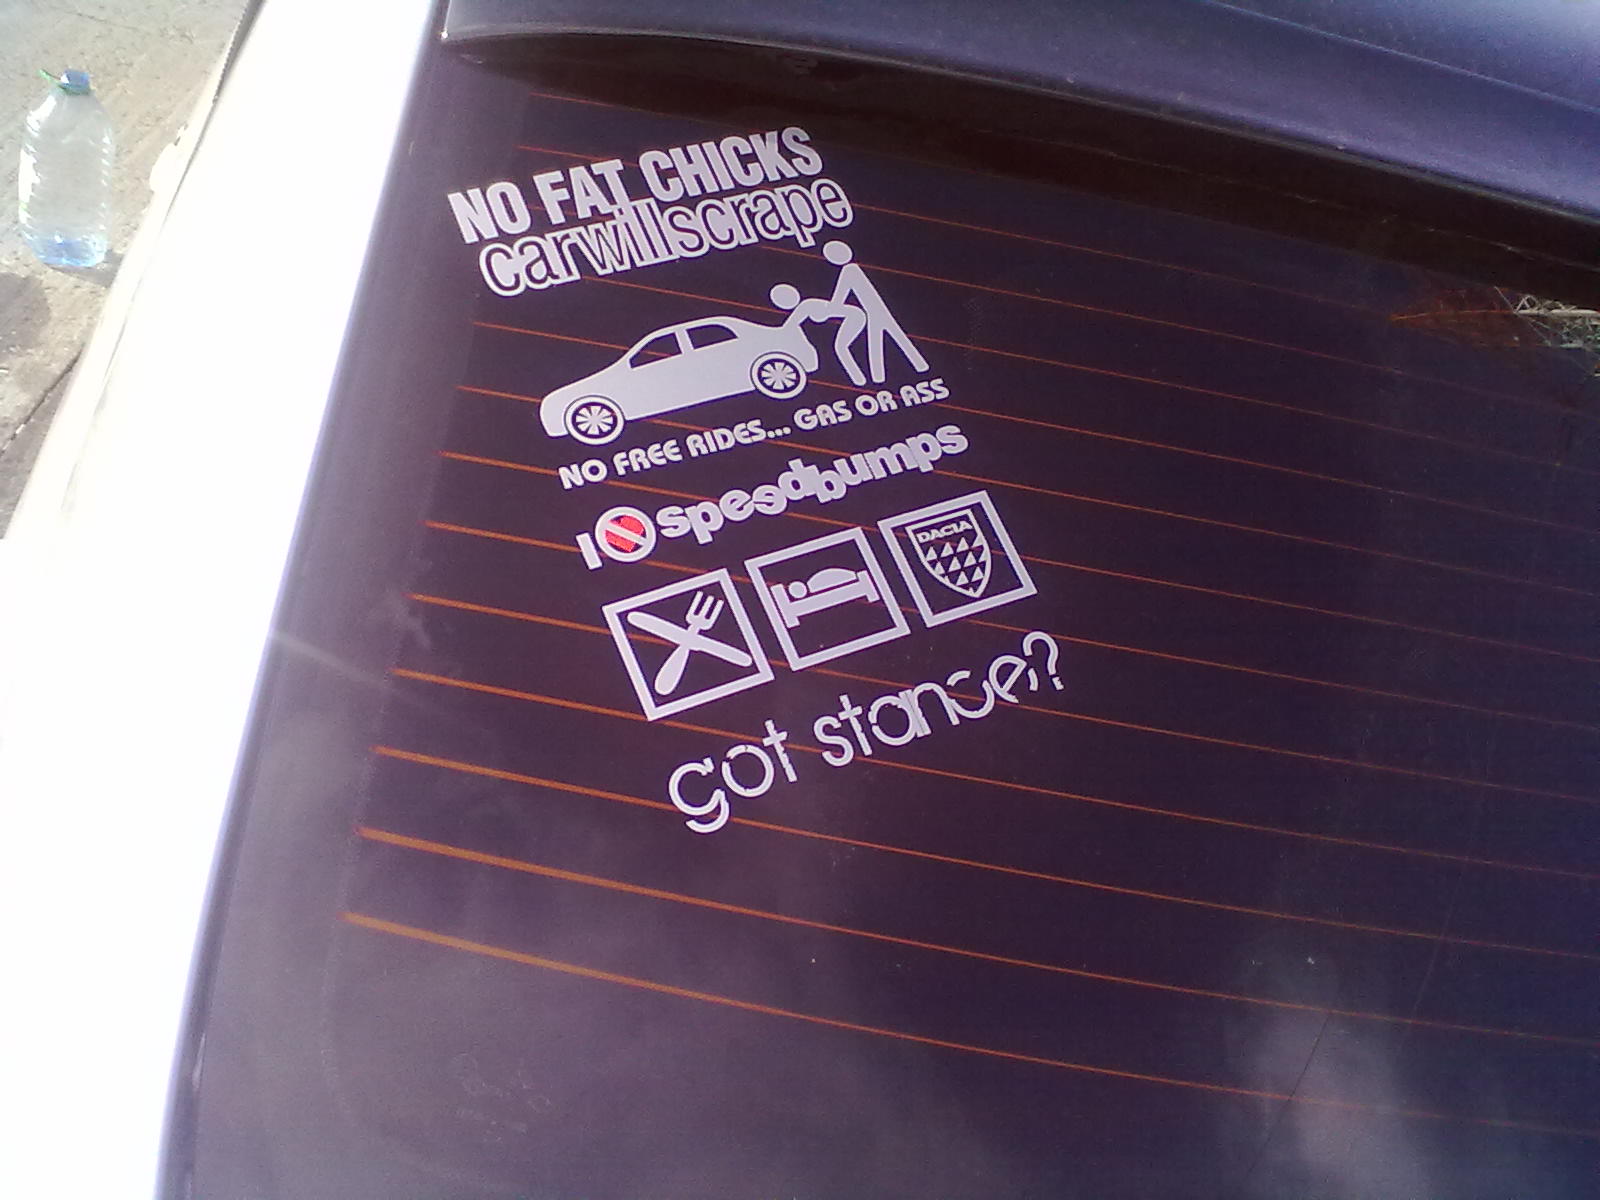 NO FAT CHICKS
carwillscrape
NO FREE RIDES... GAS OR ASS
I speedbumps
DACIA
got stance?